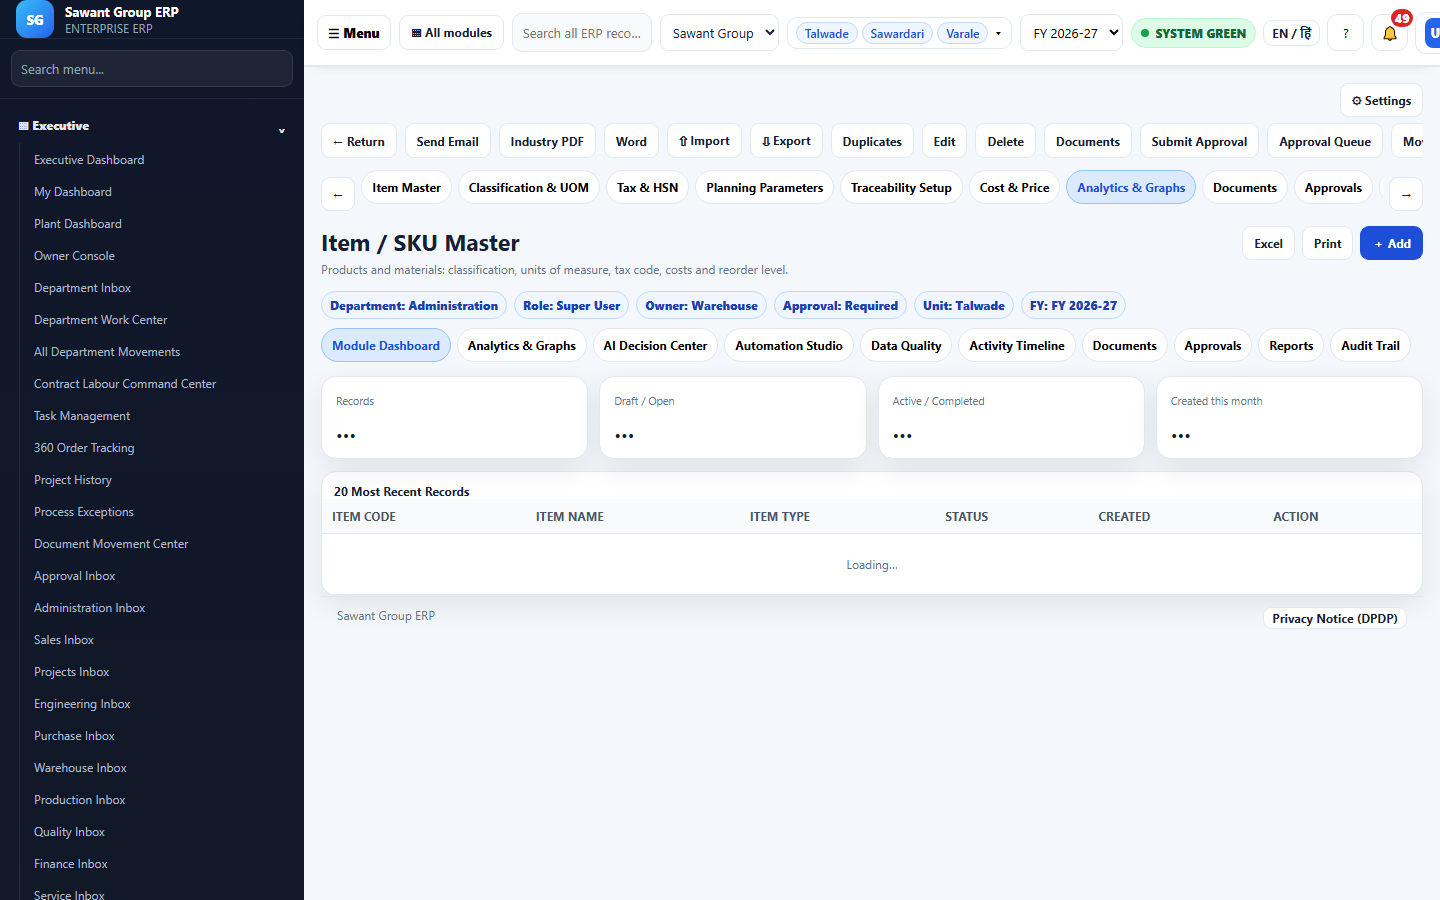 SG
Sawant Group ERP
ENTERPRISE ERP
Search menu...
Executive
Executive Dashboard
My Dashboard
Plant Dashboard
Owner Console
Department Inbox
Department Work Center
All Department Movements
Contract Labour Command Center
Task Management
360 Order Tracking
Project History
Process Exceptions
Document Movement Center
Approval Inbox
Administration Inbox
Sales Inbox
Projects Inbox
Engineering Inbox
Purchase Inbox
Warehouse Inbox
Production Inbox
Quality Inbox
Finance Inbox
Service Inbox
☰ Menu
All modules
Search all ERP reco...
Sawant Group
Talwade Sawardari Varale
FY 2026-27
SYSTEM GREEN
EN / हिं
?
49
U
⚙ Settings
← Return
Send Email
Industry PDF
Word
⇧ Import
⇩ Export
Duplicates
Edit
Delete
Documents
Submit Approval
Approval Queue
←
Item Master
Classification & UOM
Tax & HSN
Planning Parameters
Traceability Setup
Cost & Price
Analytics & Graphs
Documents
Approvals
→
Item / SKU Master
Products and materials: classification, units of measure, tax code, costs and reorder level.
Excel
Print
+ Add
Department: Administration
Role: Super User
Owner: Warehouse
Approval: Required
Unit: Talwade
FY: FY 2026-27
Module Dashboard
Analytics & Graphs
AI Decision Center
Automation Studio
Data Quality
Activity Timeline
Documents
Approvals
Reports
Audit Trail
Records
...
Draft / Open
...
Active / Completed
...
Created this month
...
20 Most Recent Records
ITEM CODE ITEM NAME ITEM TYPE STATUS CREATED ACTION
Loading...
Sawant Group ERP
Privacy Notice (DPDP)